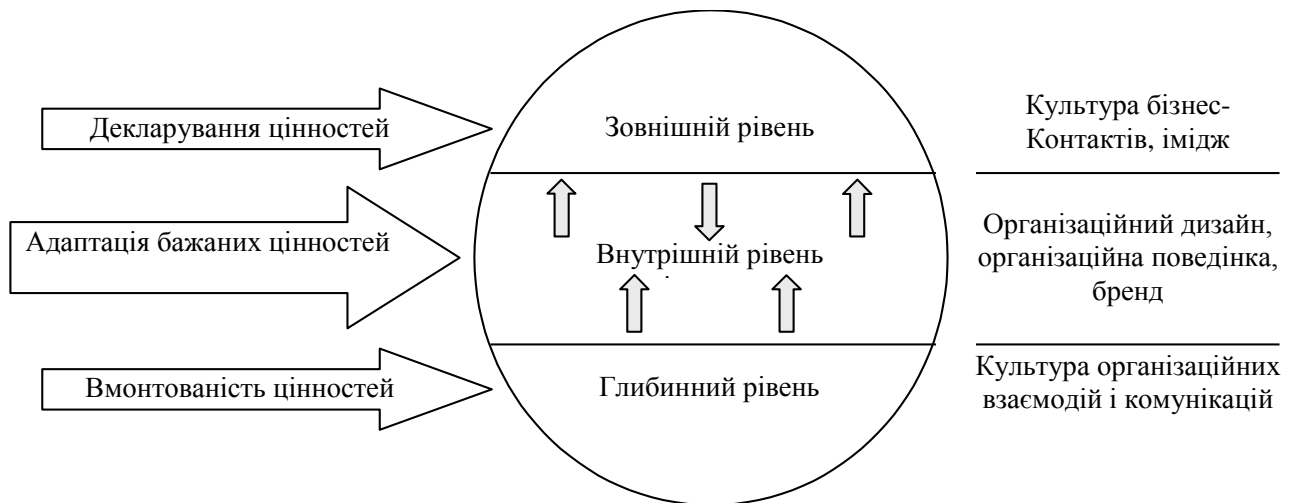 Декларування цінностей
Зовнішній рівень
Культура бізнес-
Контактів, імідж
Адаптація бажаних цінностей
Внутрішній рівень
Організаційний дизайн,
організаційна поведінка,
бренд
Вмонтованість цінностей
Глибинний рівень
Культура організаційних
взаємодій і комунікацій